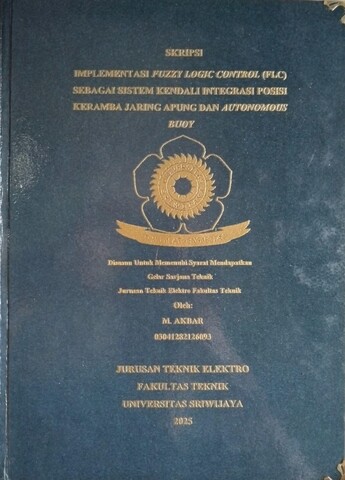 SKRIPSI
IMPLEMENTASI FUZZY LOGIC CONTROL (FLC)
SEBAGAI SISTEM KENDALI INTEGRASI POSISI
KERAMBA JARING APUNG DAN AUTONOMOUS
BUOY
Disusun Untuk Memenuhi Syarat Mendapatkan
Gelar Sarjana Teknik
Jurusan Teknik Elektro Fakultas Teknik
Oleh:
M. AKBAR
03041282126093
JURUSAN TEKNIK ELEKTRO
FAKULTAS TEKNIK
UNIVERSITAS SRIWIJAYA
2025